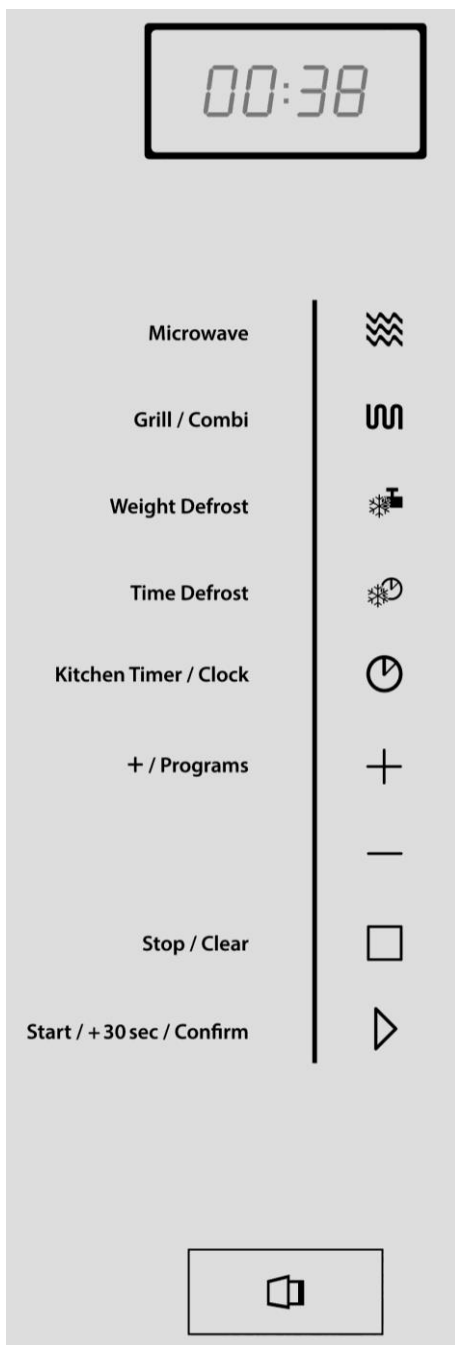 00:38
Microwave
Grill / Combi
Weight Defrost
Time Defrost
Kitchen Timer / Clock
+ / Programs
Stop / Clear
Start / +30 sec / Confirm